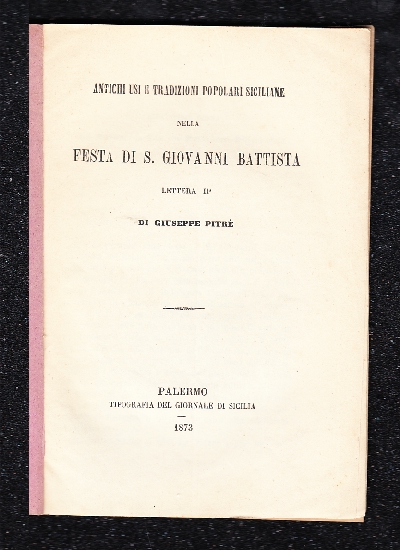 ANTICHI USI E TRADIZIONI POPOLARI SICILIANE
NELLA
FESTA DI S. GIOVANNI BATTISTA
LETTERA IIª
DI GIUSEPPE PITRÈ
PALERMO
TIPOGRAFIA DEL GIORNALE DI SICILIA
1873